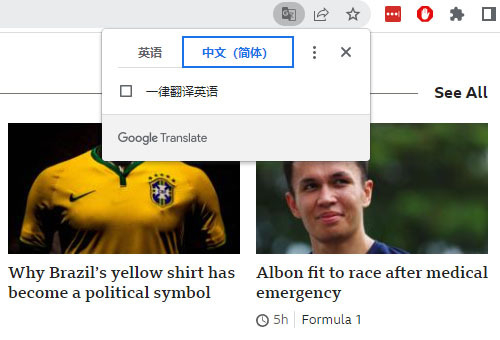 英语
中文（简体）
一律翻译英语
Google Translate
See All
Why Brazil’s yellow shirt has
become a political symbol
Albon fit to race after medical
emergency
5h
Formula 1